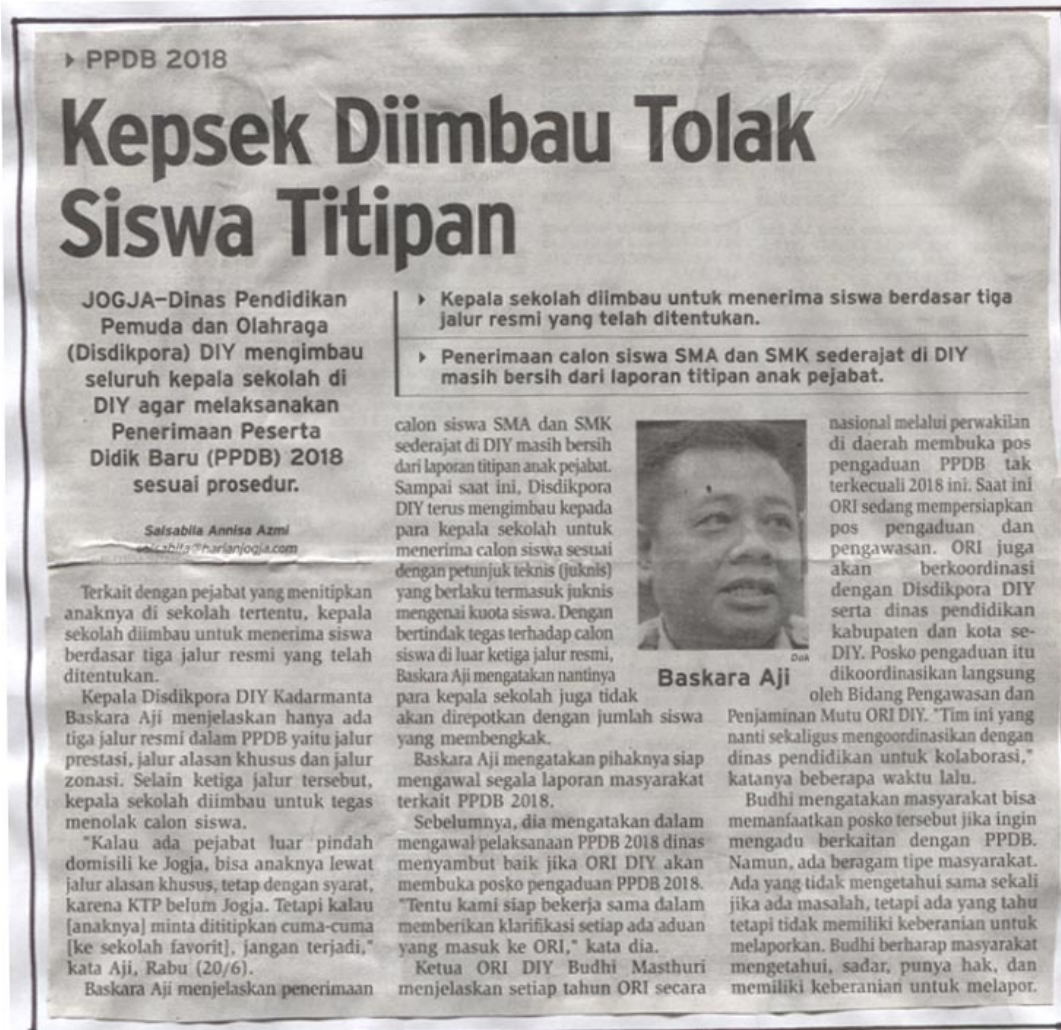 PPDB 2018
Kepsek Diimbau Tolak
Siswa Titipan
JOGJA–Dinas Pendidikan
Pemuda dan Olahraga
(Disdikpora) DIY mengimbau
seluruh kepala sekolah di
DIY agar melaksanakan
Penerimaan Peserta
Didik Baru (PPDB) 2018
sesuai prosedur.
Kepala sekolah diimbau untuk menerima siswa berdasar tiga
jalur resmi yang telah ditentukan.
Penerimaan calon siswa SMA dan SMK sederajat di DIY
masih bersih dari laporan titipan anak pejabat.
Salsabila Annisa Azmi
salsabila@harianjogja.com
Terkait dengan pejabat yang menitipkan
anaknya di sekolah tertentu, kepala
sekolah diimbau untuk menerima siswa
berdasar tiga jalur resmi yang telah
ditentukan.
Kepala Disdikpora DIY Kadarmanta
Baskara Aji menjelaskan hanya ada
tiga jalur resmi dalam PPDB yaitu jalur
prestasi, jalur alasan khusus dan jalur
zonasi. Selain ketiga jalur tersebut,
kepala sekolah diimbau untuk tegas
menolak calon siswa.
"Kalau ada pejabat luar pindah
domisili ke Jogja, bisa anaknya lewat
jalur alasan khusus, tetap dengan syarat,
karena KTP belum Jogja. Tetapi kalau
[anaknya] minta dititipkan cuma-cuma
[ke sekolah favorit], jangan terjadi,"
kata Aji, Rabu (20/6).
Baskara Aji menjelaskan penerimaan
calon siswa SMA dan SMK
sederajat di DIY masih bersih
dari laporan titipan anak pejabat.
Sampai saat ini, Disdikpora
DIY terus mengimbau kepada
para kepala sekolah untuk
menerima calon siswa sesuai
dengan petunjuk teknis (juknis)
yang berlaku termasuk juknis
mengenai kuota siswa. Dengan
bertindak tegas terhadap calon
siswa di luar ketiga jalur resmi,
Baskara Aji mengatakan nantinya
para kepala sekolah juga tidak
akan direpotkan dengan jumlah siswa
yang membengkak.
Baskara Aji mengatakan pihaknya siap
mengawal segala laporan masyarakat
terkait PPDB 2018.
Sebelumnya, dia mengatakan dalam
mengawal pelaksanaan PPDB 2018 dinas
menyambut baik jika ORI DIY akan
membuka posko pengaduan PPDB 2018.
"Tentu kami siap bekerja sama dalam
memberikan klarifikasi setiap ada aduan
yang masuk ke ORI," kata dia.
Ketua ORI DIY Budhi Masthuri
menjelaskan setiap tahun ORI secara
Dok
Baskara Aji
nasional melalui perwakilan
di daerah membuka pos
pengaduan PPDB tak
terkecuali 2018 ini. Saat ini
ORI sedang mempersiapkan
pos pengaduan dan
pengawasan. ORI juga
akan berkoordinasi
dengan Disdikpora DIY
serta dinas pendidikan
kabupaten dan kota se-
DIY. Posko pengaduan itu
dikoordinasikan langsung
oleh Bidang Pengawasan dan
Penjaminan Mutu ORI DIY. "Tim ini yang
nanti sekaligus mengoordinasikan dengan
dinas pendidikan untuk kolaborasi,"
katanya beberapa waktu lalu.
Budhi mengatakan masyarakat bisa
memanfaatkan posko tersebut jika ingin
mengadu berkaitan dengan PPDB.
Namun, ada beragam tipe masyarakat.
Ada yang tidak mengetahui sama sekali
jika ada masalah, tetapi ada yang tahu
tetapi tidak memiliki keberanian untuk
melaporkan. Budhi berharap masyarakat
mengetahui, sadar, punya hak, dan
memiliki keberanian untuk melapor.